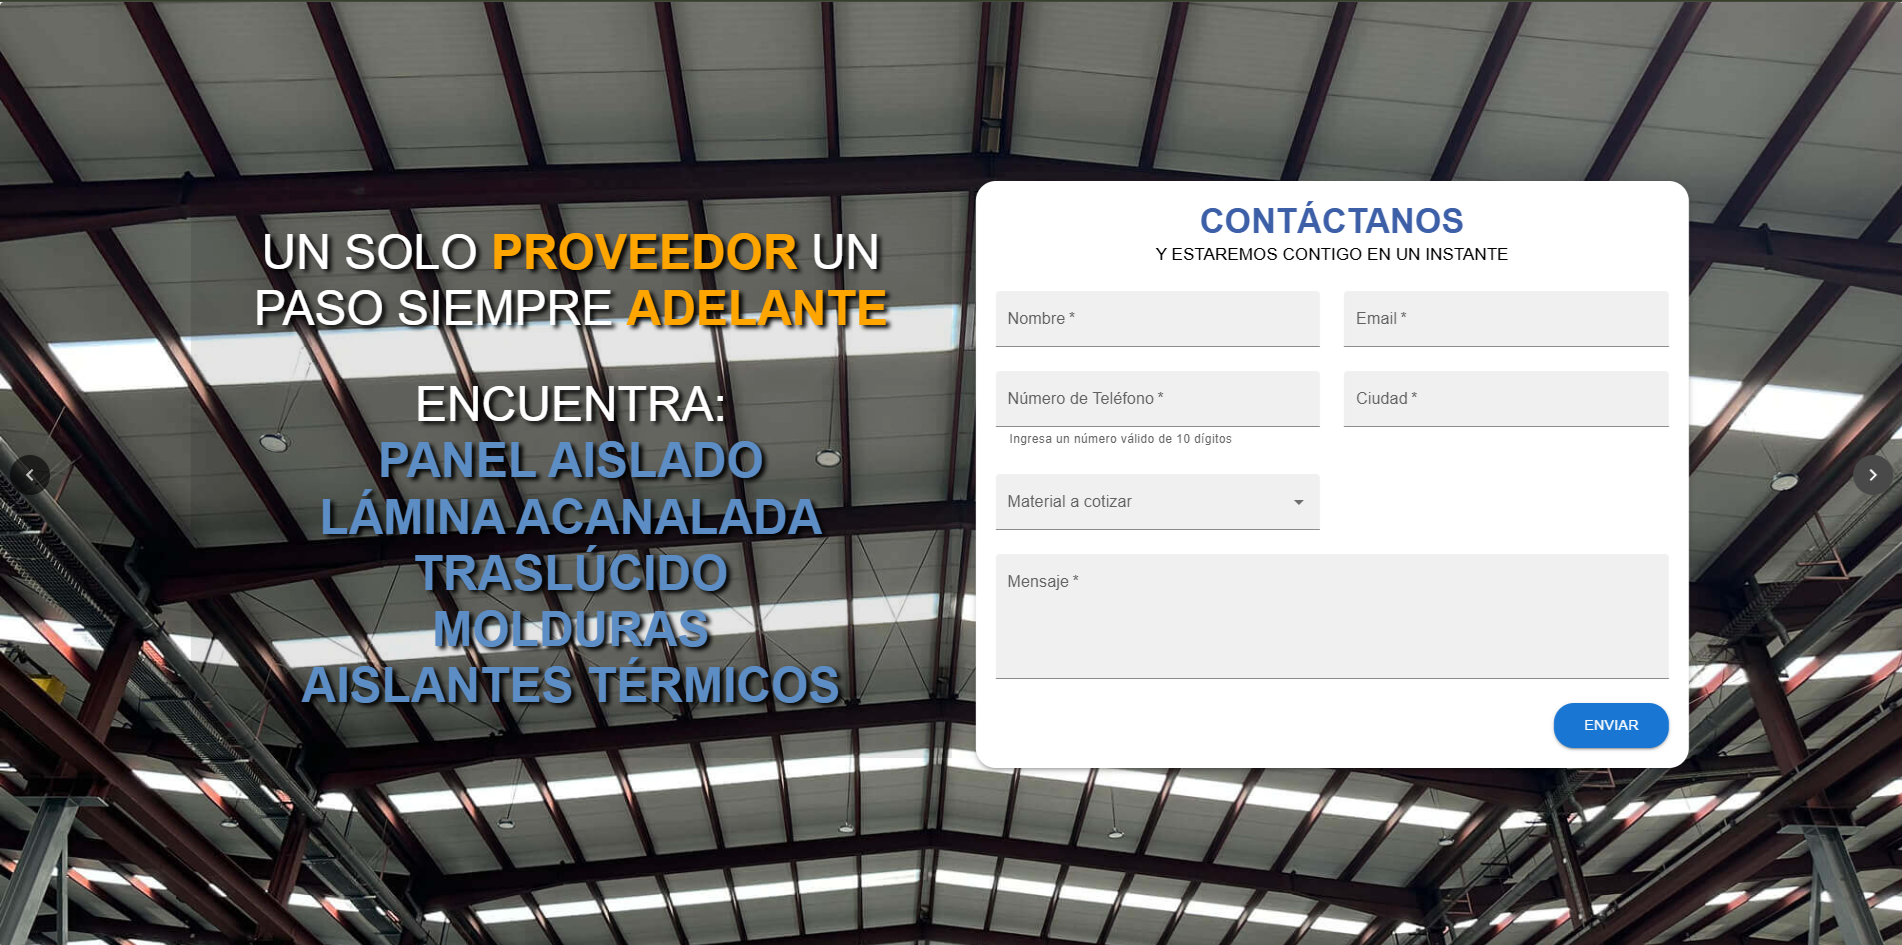 UN SOLO PROVEEDOR UN
PASO SIEMPRE ADELANTE
ENCUENTRA:
PANEL AISLADO
LÁMINA ACANALADA
TRASLÚCIDO
MOLDURAS
AISLANTES TÉRMICOS
CONTÁCTANOS
Y ESTAREMOS CONTIGO EN UN INSTANTE
Nombre *
Email *
Número de Teléfono *
Ciudad *
Ingresa un número válido de 10 dígitos
Material a cotizar
Mensaje *
ENVIAR